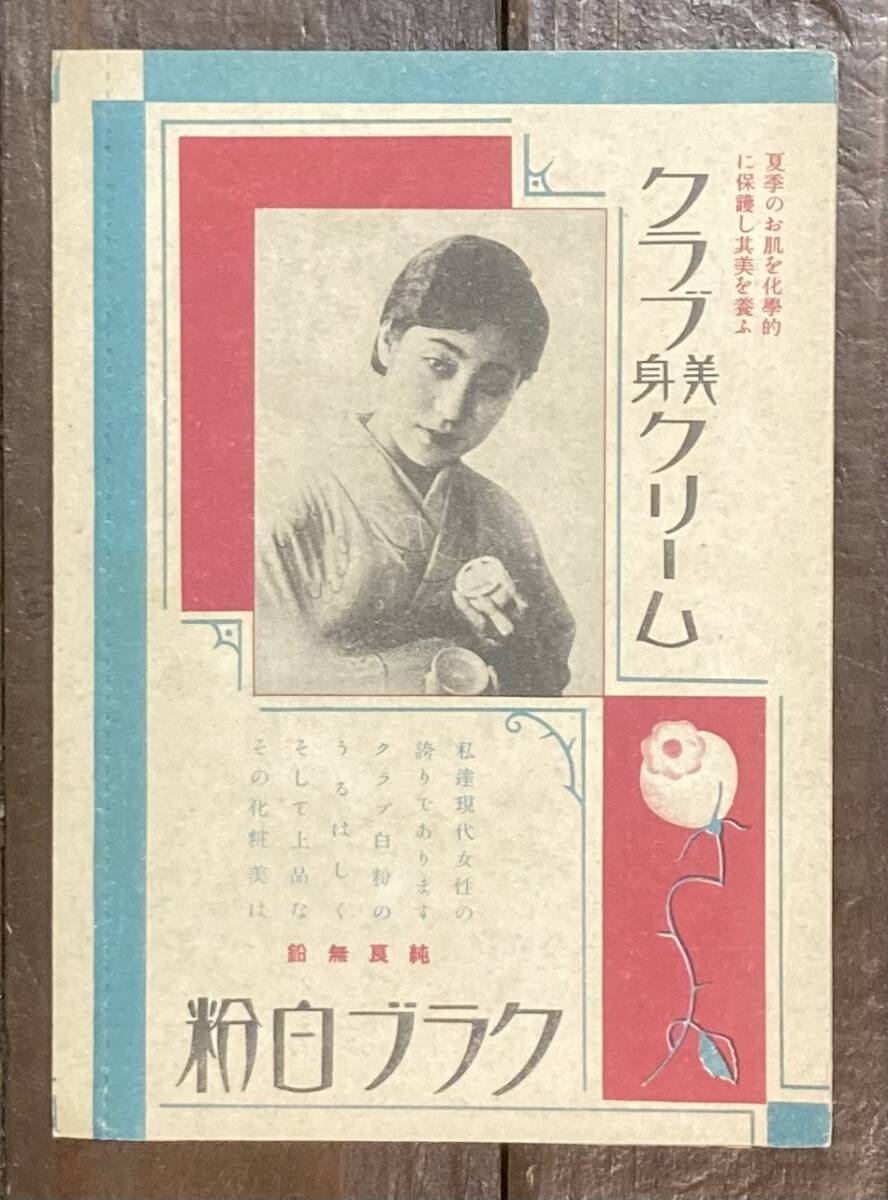 夏季のお肌を化學的
に保護し其美を養ふ
クラブ美身クリーム
私達現代女性の
誇りであります
クラブ白粉の
うるはしく
そして上品な
その化粧美は
純良無鉛
クラブ白粉